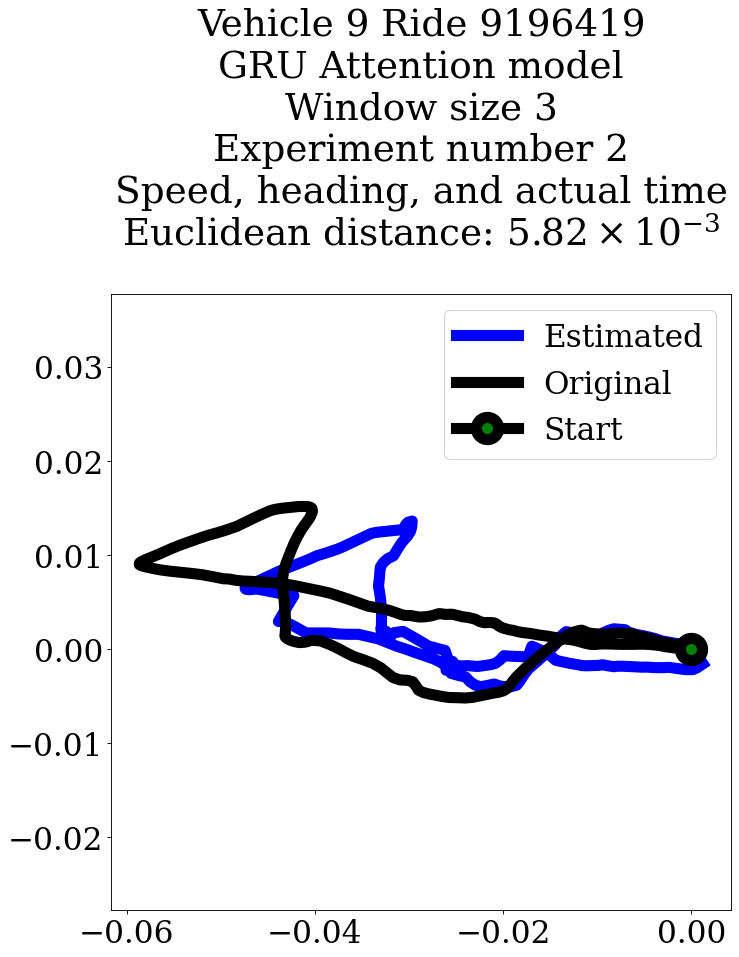 Vehicle 9 Ride 9196419
GRU Attention model
Window size 3
Experiment number 2
Speed, heading, and actual time
Euclidean distance: 5.82 × 10⁻³
Estimated
Original
Start
0.03
0.02
0.01
0.00
−0.01
−0.02
−0.06
−0.04
−0.02
0.00